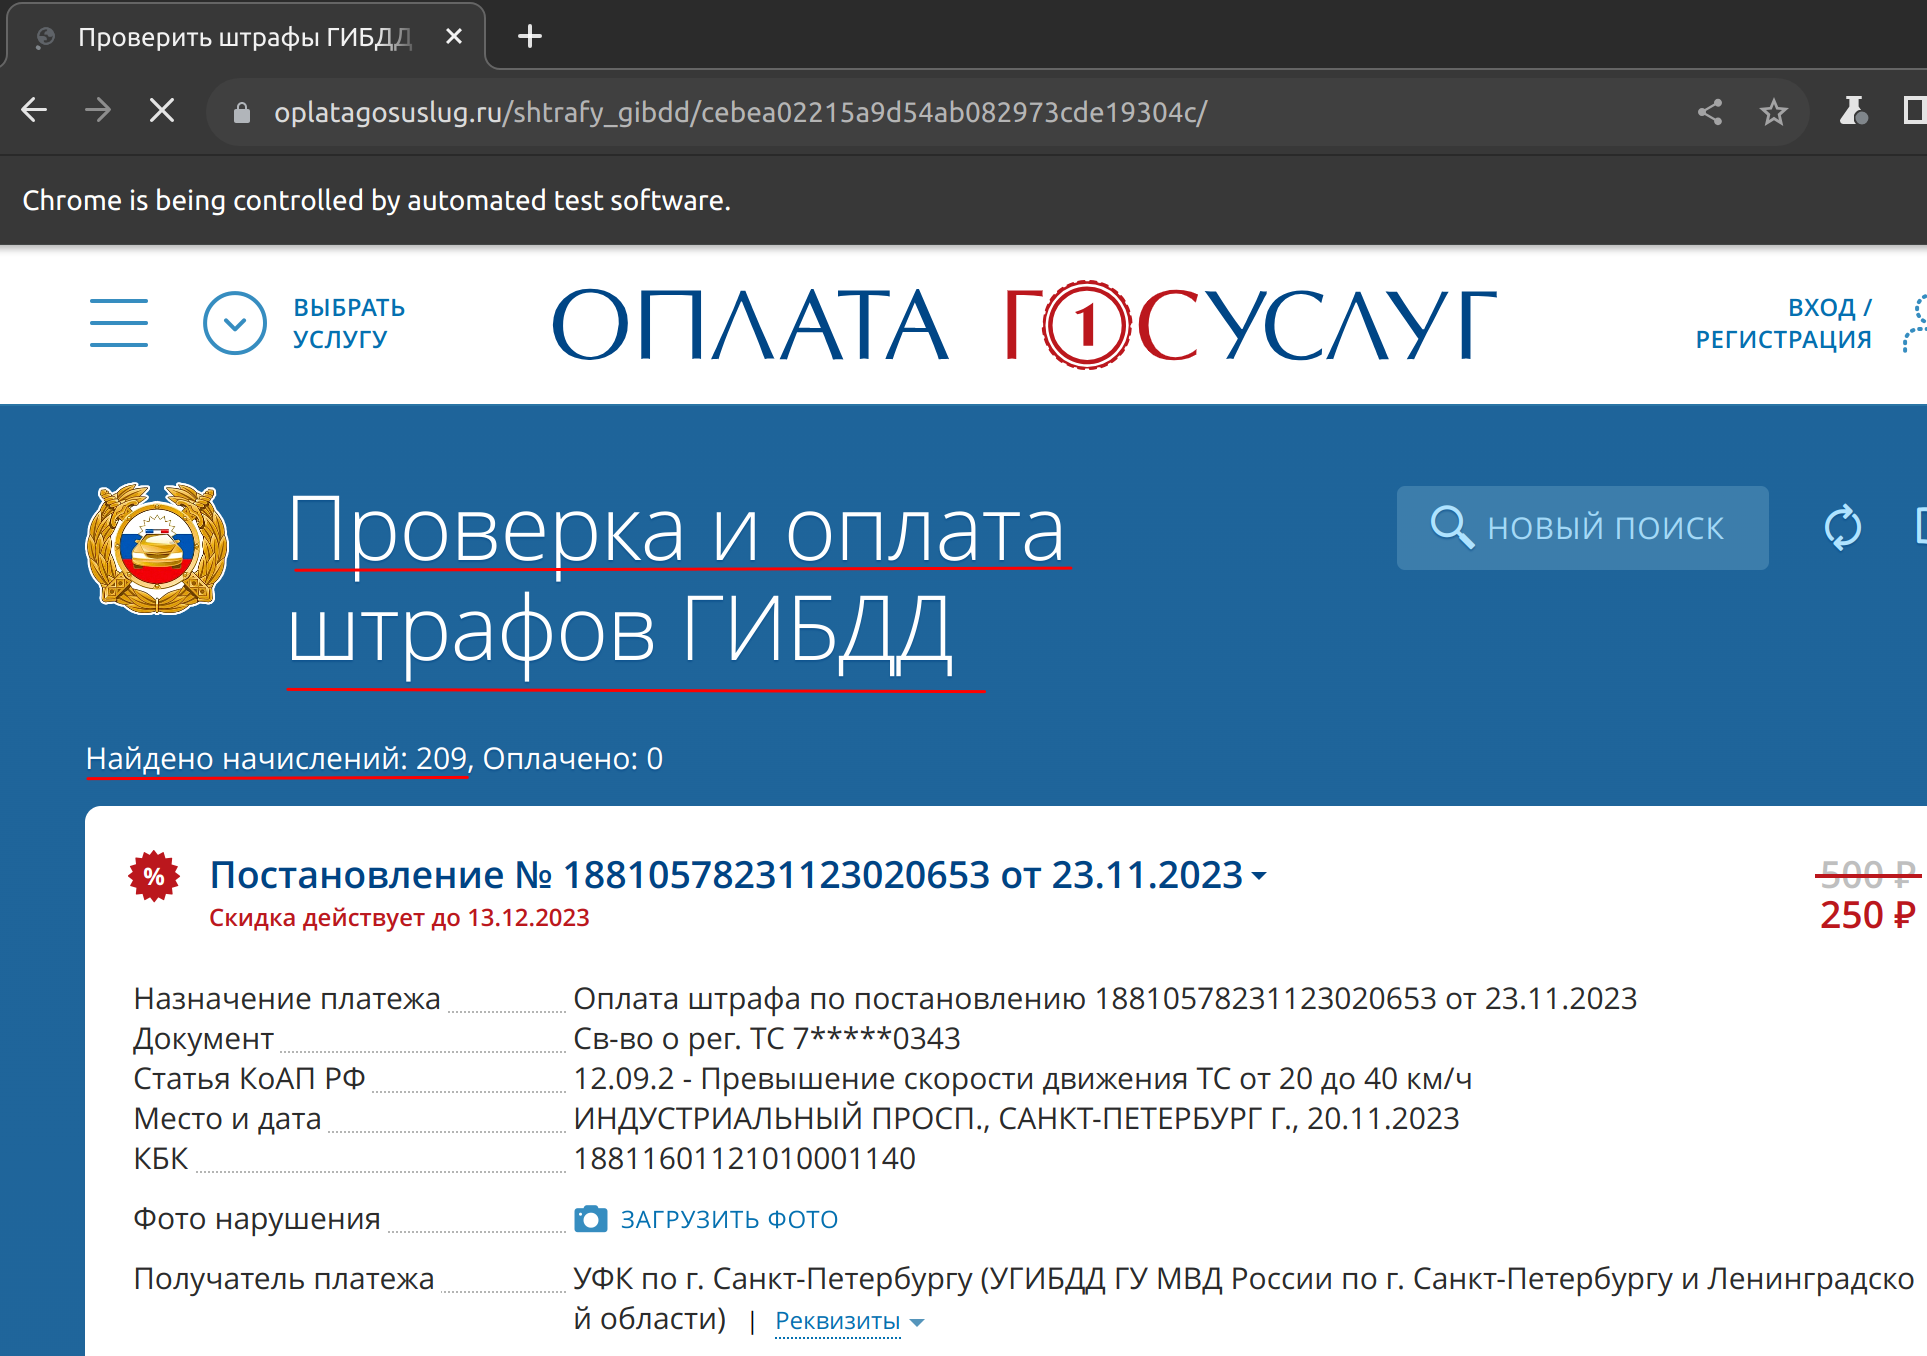 Проверить штрафы ГИБДД
oplatagosuslug.ru/shtrafy_gibdd/cebea02215a9d54ab082973cde19304c/
Chrome is being controlled by automated test software.
ВЫБРАТЬ
УСЛУГУ
ОПЛАТА ГОСУСЛУГ
1
ВХОД /
РЕГИСТРАЦИЯ
Проверка и оплата
штрафов ГИБДД
НОВЫЙ ПОИСК
Найдено начислений: 209, Оплачено: 0
% Постановление № 18810578231123020653 от 23.11.2023
500 ₽
Скидка действует до 13.12.2023
250 ₽
Назначение платежа Оплата штрафа по постановлению 18810578231123020653 от 23.11.2023
Документ Св-во о рег. ТС 7*****0343
Статья КоАП РФ 12.09.2 - Превышение скорости движения ТС от 20 до 40 км/ч
Место и дата ИНДУСТРИАЛЬНЫЙ ПРОСП., САНКТ-ПЕТЕРБУРГ Г., 20.11.2023
КБК 18811601121010001140
Фото нарушения ЗАГРУЗИТЬ ФОТО
Получатель платежа УФК по г. Санкт-Петербургу (УГИБДД ГУ МВД России по г. Санкт-Петербургу и Ленинградско
й области) | Реквизиты